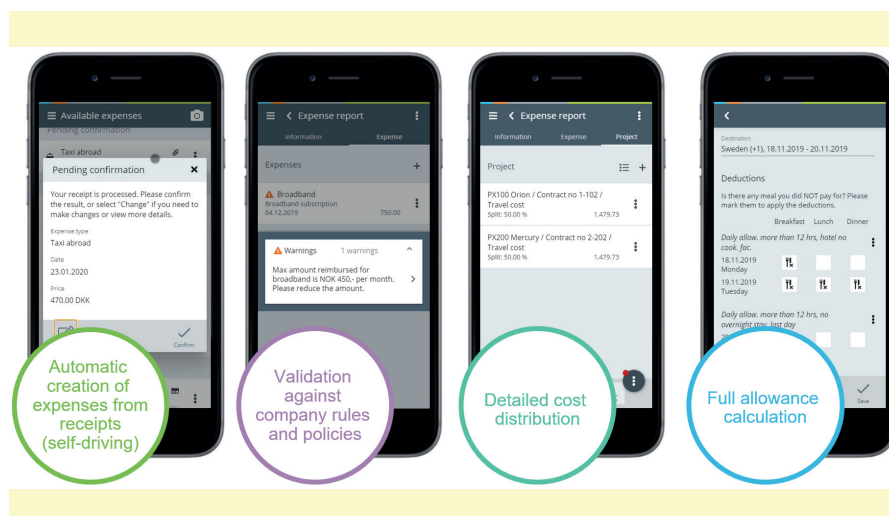 Available expenses
Pending confirmation
Taxi abroad
Pending confirmation
Your receipt is processed. Please confirm
the result, or select "Change" if you need to
make changes or view more details.
Expense type
Taxi abroad
Date
23.01.2020
Price
470.00 DKK
Confirm
Automatic
creation of
expenses from
receipts
(self-driving)
Expense report
Information Expense
Expenses +
Broadband
Broadband subscription
04.12.2019 750.00
Warnings 1 warnings
Max amount reimbursed for
broadband is NOK 450,- per month.
Please reduce the amount.
Validation
against
company rules
and policies
Expense report
Information Expense Project
Project +
PX100 Orion / Contract no 1-102 /
Travel cost
Split: 50.00 % 1,479.73
PX200 Mercury / Contract no 2-202 /
Travel cost
Split: 50.00 % 1,479.73
Detailed cost
distribution
Destination
Sweden (+1), 18.11.2019 - 20.11.2019
Deductions
Is there any meal you did NOT pay for? Please
mark them to apply the deductions.
Breakfast Lunch Dinner
Daily allow. more than 12 hrs, hotel no
cook. fac.
18.11.2019
Monday
19.11.2019
Tuesday
Daily allow. more than 12 hrs, no
overnight stay, last day
Save
Full allowance
calculation